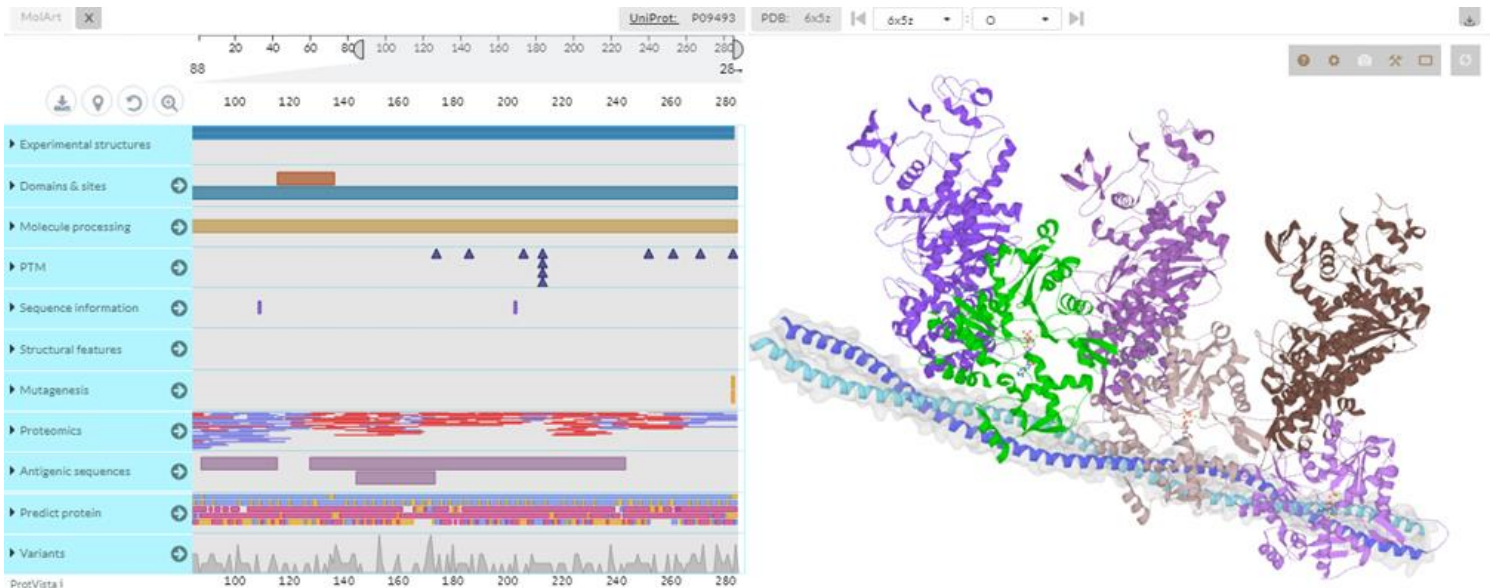 MolArt X UniProt: P09493 PDB: 6x5z 6x5z : O
20 40 60 80 100 120 140 160 180 200 220 240 260 280
88 28
100 120 140 160 180 200 220 240 260 280
Experimental structures
Domains & sites
Molecule processing
PTM
Sequence information
Structural features
Mutagenesis
Proteomics
Antigenic sequences
Predict protein
Variants
100 120 140 160 180 200 220 240 260 280